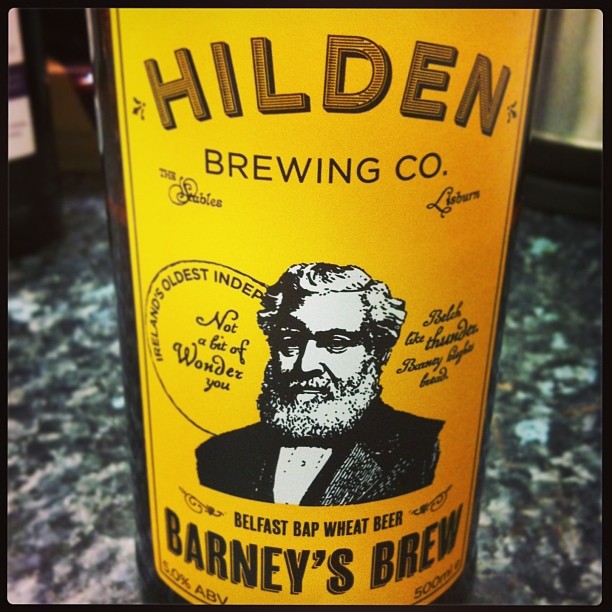 HILDEN
BREWING CO.
THE Stables
Lisburn
IRELAND'S OLDEST INDEP
Not
a bit of
Wonder
you
Belch
like thunder.
Barney
bread.
BELFAST BAP WHEAT BEER
BARNEY'S BREW
5.0% ABV
500ml